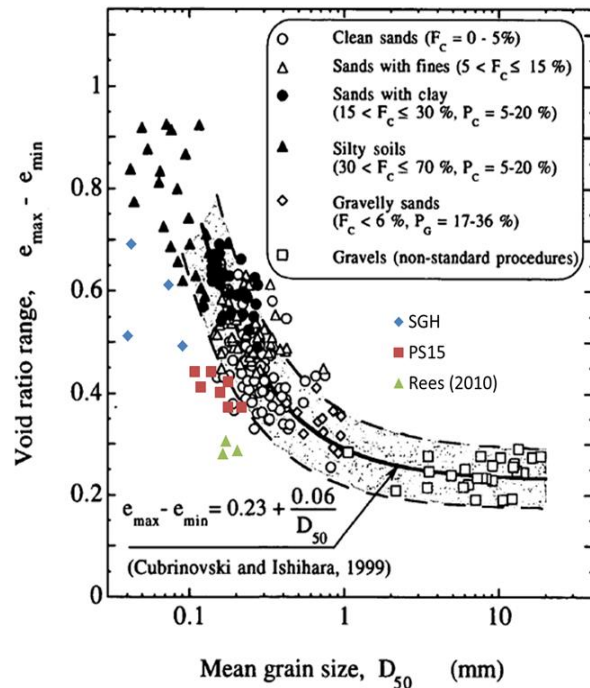 Clean sands (F_C = 0 - 5%)
Sands with fines (5 < F_C ≤ 15 %)
Sands with clay
(15 < F_C ≤ 30 %, P_C = 5-20 %)
Silty soils
(30 < F_C ≤ 70 %, P_C = 5-20 %)
Gravelly sands
(F_C < 6 %, P_G = 17-36 %)
Gravels (non-standard procedures)
SGH
PS15
Rees (2010)
e_max - e_min = 0.23 + 0.06 / D_50
(Cubrinovski and Ishihara, 1999)
Void ratio range, e_max - e_min
1
0.8
0.6
0.4
0.2
0
0.1
1
10
Mean grain size, D_50 (mm)